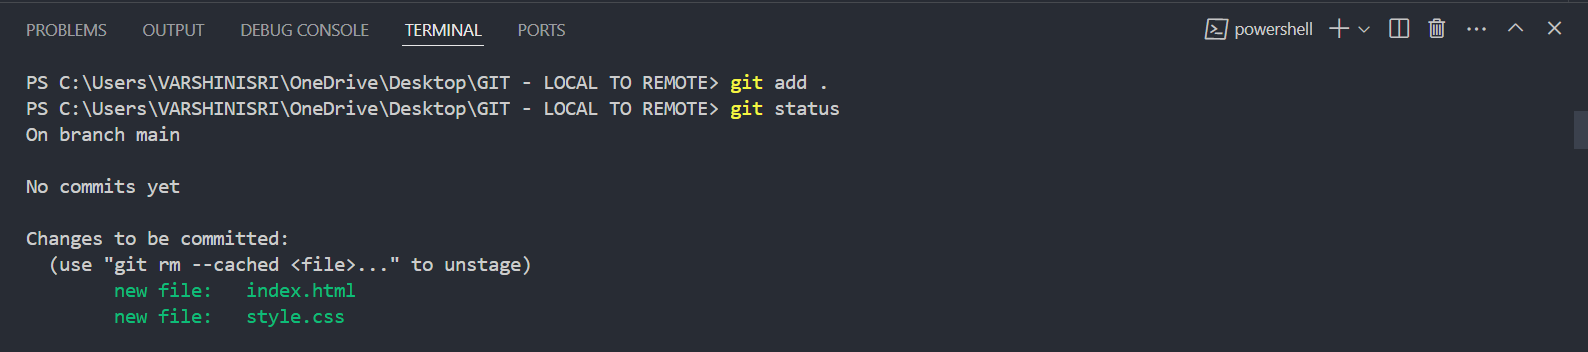 PROBLEMS OUTPUT DEBUG CONSOLE TERMINAL PORTS powershell
PS C:\Users\VARSHINISRI\OneDrive\Desktop\GIT - LOCAL TO REMOTE> git add .
PS C:\Users\VARSHINISRI\OneDrive\Desktop\GIT - LOCAL TO REMOTE> git status
On branch main
No commits yet
Changes to be committed:
(use "git rm --cached <file>..." to unstage)
new file: index.html
new file: style.css